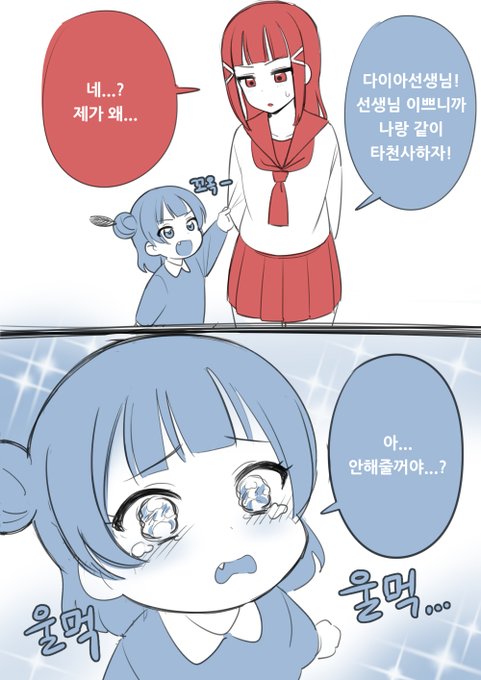 다이아선생님!
선생님 이쁘니까
나랑 같이
타천사하자!
네...?
제가 왜...
꼬옥-
아...
안해줄꺼야...?
울먹
울먹...